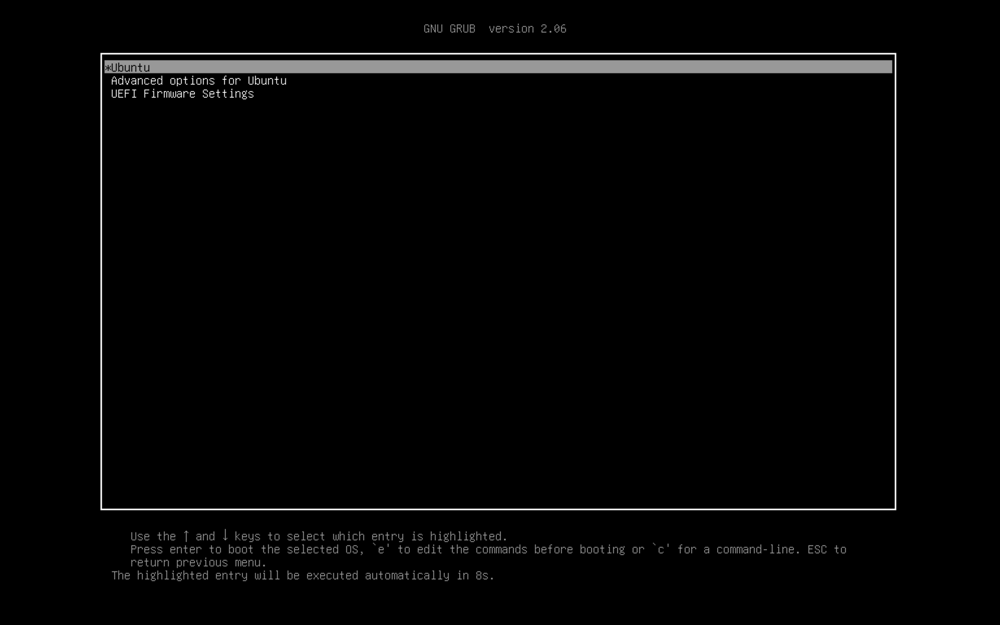 GNU GRUB  version 2.06
*Ubuntu
Advanced options for Ubuntu
UEFI Firmware Settings
Use the ↑ and ↓ keys to select which entry is highlighted.
Press enter to boot the selected OS, `e' to edit the commands before booting or `c' for a command-line. ESC to
return previous menu.
The highlighted entry will be executed automatically in 8s.